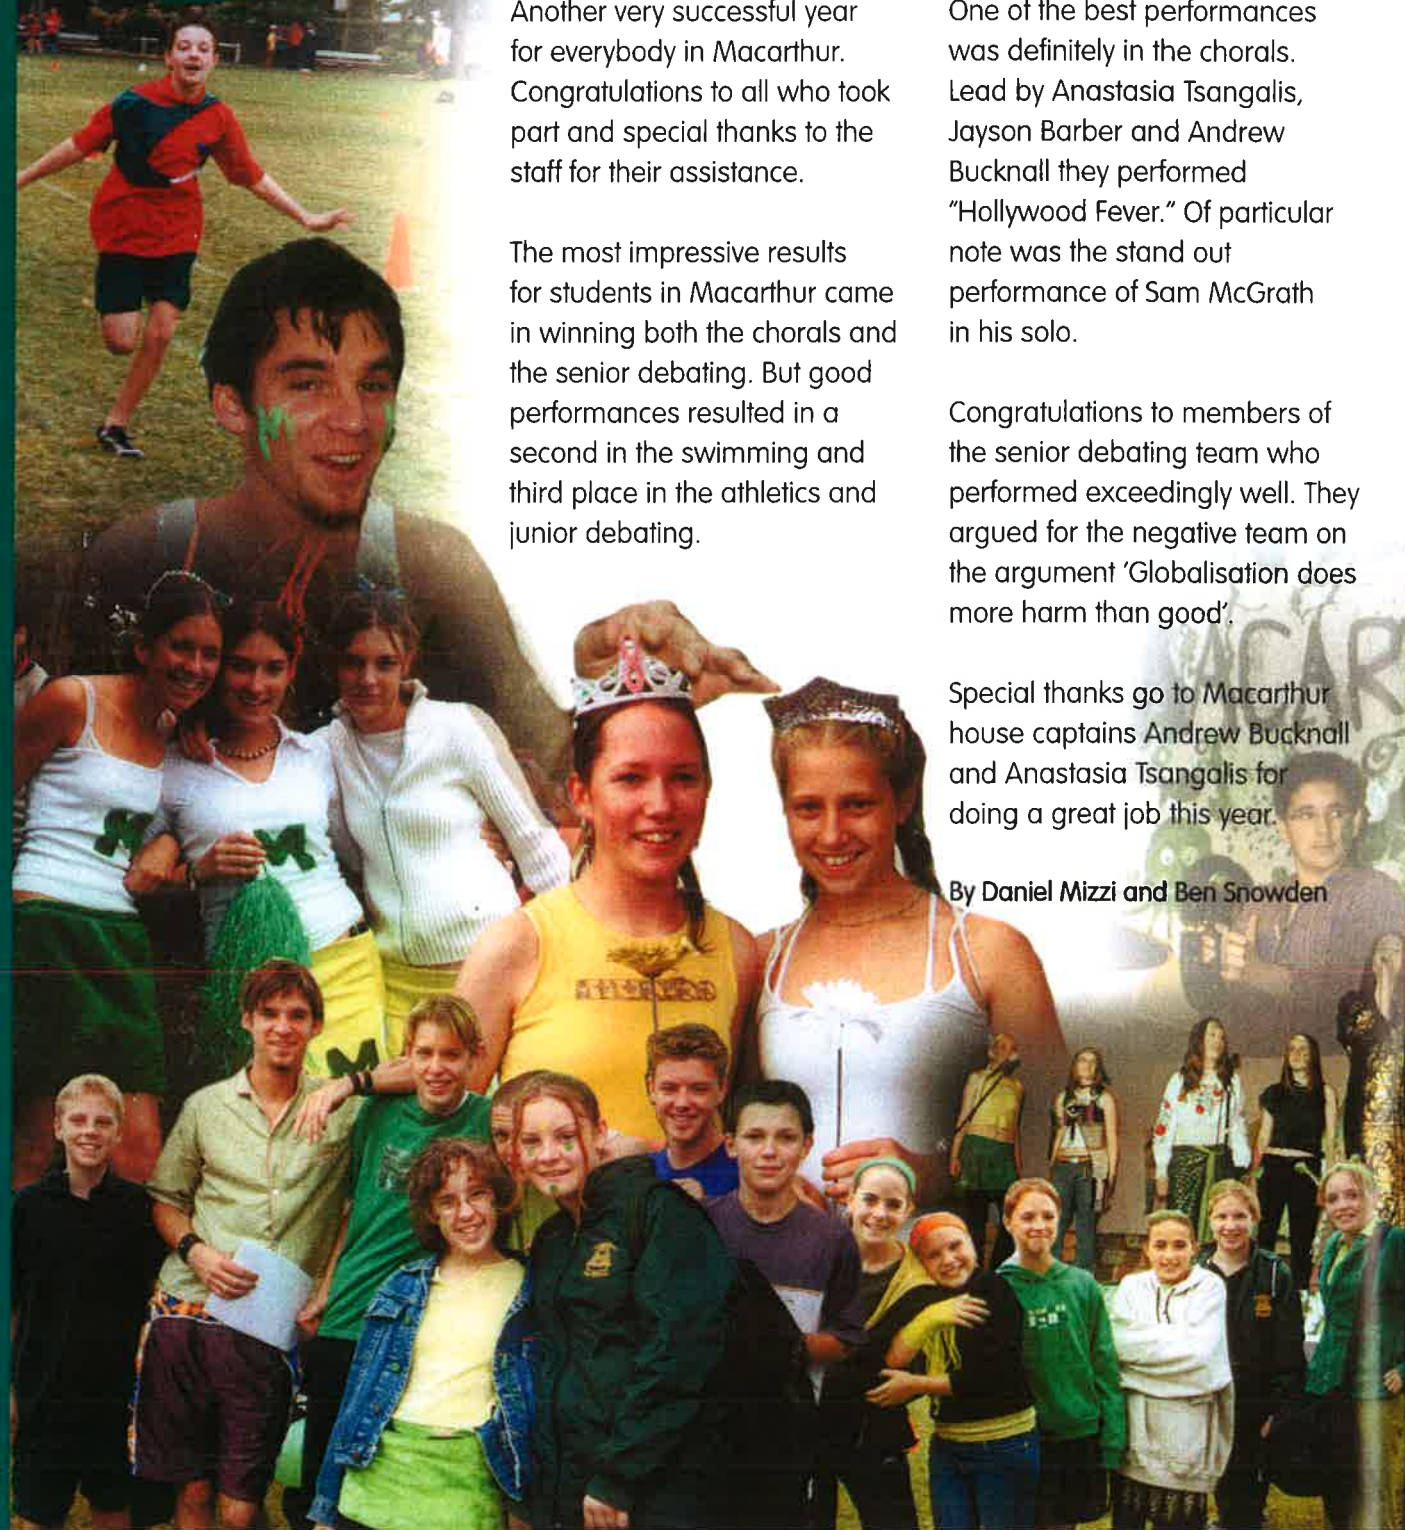 Another very successful year
for everybody in Macarthur.
Congratulations to all who took
part and special thanks to the
staff for their assistance.
The most impressive results
for students in Macarthur came
in winning both the chorals and
the senior debating. But good
performances resulted in a
second in the swimming and
third place in the athletics and
junior debating.
One of the best performances
was definitely in the chorals.
Lead by Anastasia Tsangalis,
Jayson Barber and Andrew
Bucknall they performed
"Hollywood Fever." Of particular
note was the stand out
performance of Sam McGrath
in his solo.
Congratulations to members of
the senior debating team who
performed exceedingly well. They
argued for the negative team on
the argument 'Globalisation does
more harm than good'.
Special thanks go to Macarthur
house captains Andrew Bucknall
and Anastasia Tsangalis for
doing a great job this year.
By Daniel Mizzi and Ben Snowden
M
M
M
M